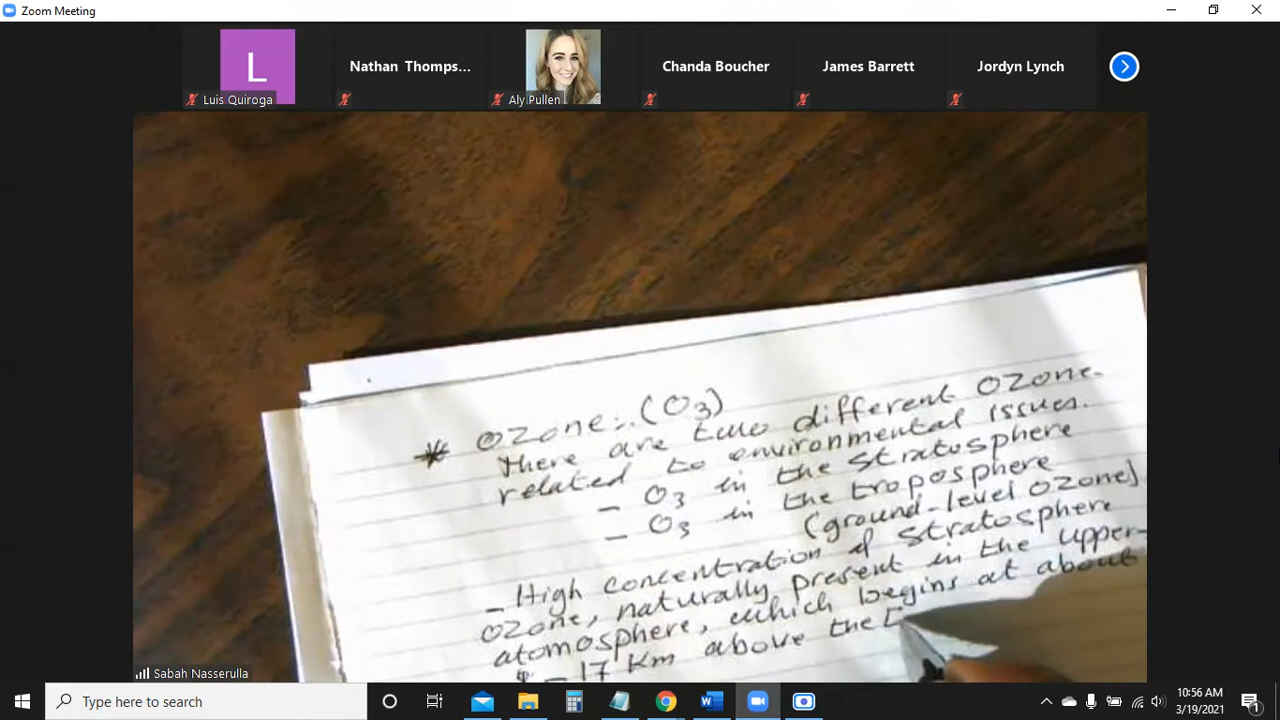 Zoom Meeting
L
Luis Quiroga
Nathan Thomps...
Aly Pullen
Chanda Boucher
James Barrett
Jordyn Lynch
* Ozone:. (O3)
There are two different Ozone
related to environmental issues.
- O3 in the stratosphere
- O3 in the troposphere
(ground-level Ozone)
- High concentration of stratosphere
Ozone, naturally present in the upper-
atomosphere, which begins at about
17 Km above the
Sabah Nasserulla
Type here to search
10:56 AM
3/19/2021
1